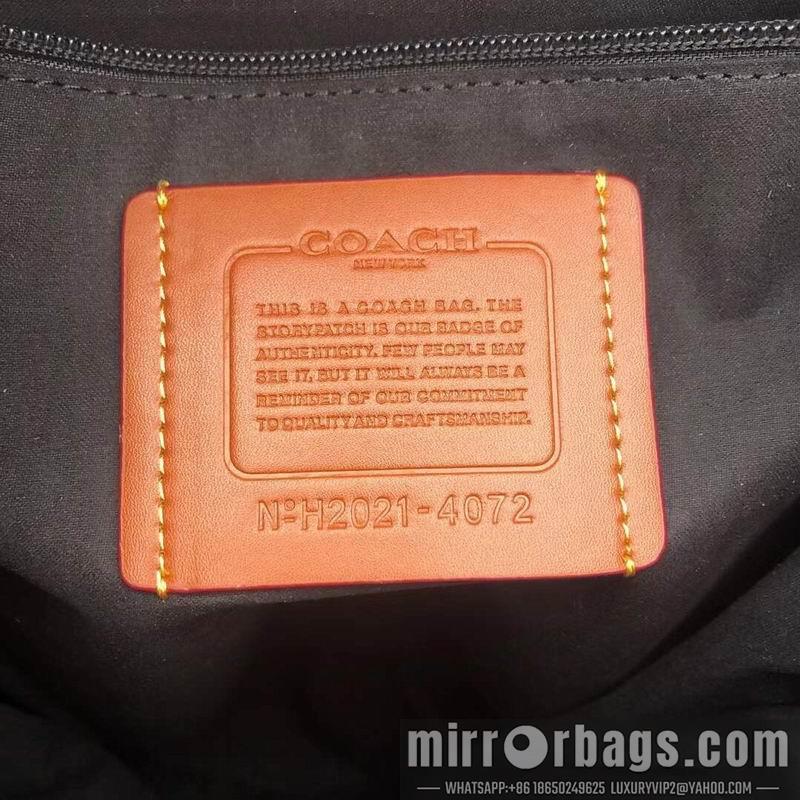 COACH
NEW YORK
THIS IS A COACH BAG. THE
STORYPATCH IS OUR BADGE OF
AUTHENTICITY. FEW PEOPLE MAY
SEE IT, BUT IT WILL ALWAYS BE A
REMINDER OF OUR COMMITMENT
TO QUALITY AND CRAFTSMANSHIP.
NºH2021-4072
mirrorbags.com
WHATSAPP:+86 18650249625 LUXURYVIP2@YAHOO.COM